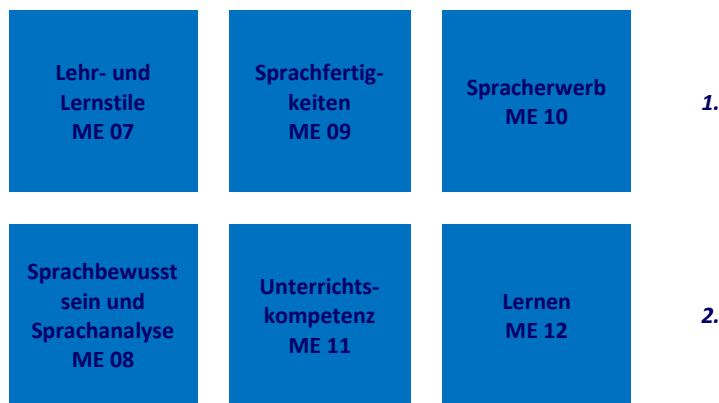 Lehr- und
Lernstile
ME 07
Sprachfertig-
keiten
ME 09
Spracherwerb
ME 10
1.
Sprachbewusst
sein und
Sprachanalyse
ME 08
Unterrichts-
kompetenz
ME 11
Lernen
ME 12
2.